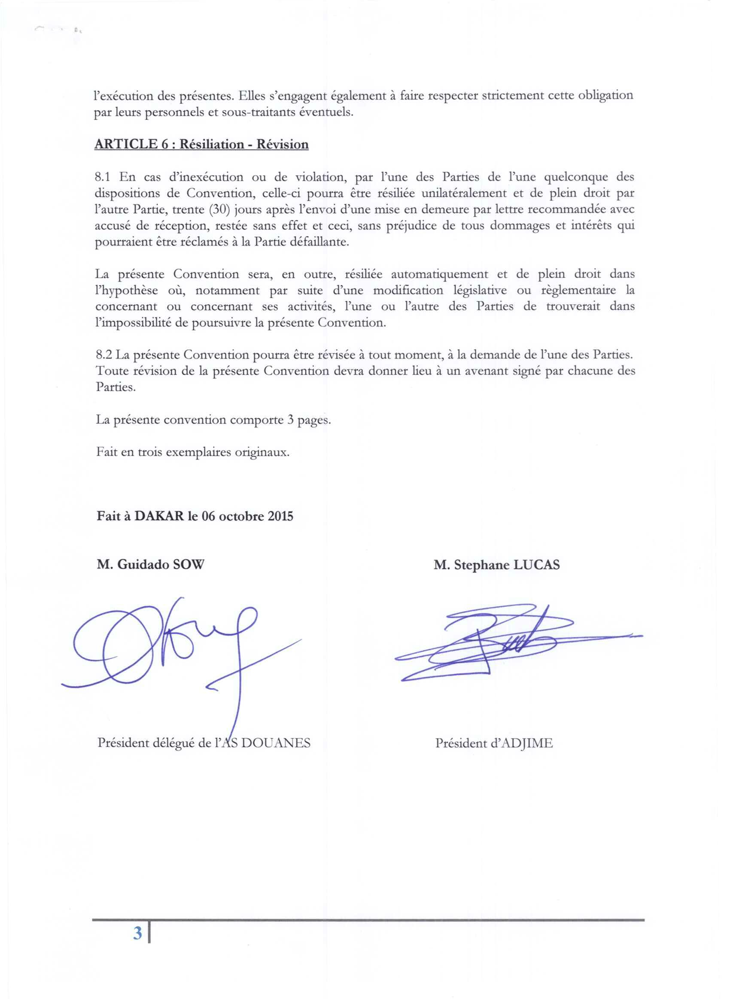 l’exécution des présentes. Elles s’engagent également à faire respecter strictement cette obligation
par leurs personnels et sous-traitants éventuels.
ARTICLE 6 : Résiliation - Révision
8.1 En cas d’inexécution ou de violation, par l’une des Parties de l’une quelconque des
dispositions de Convention, celle-ci pourra être résiliée unilatéralement et de plein droit par
l’autre Partie, trente (30) jours après l’envoi d’une mise en demeure par lettre recommandée avec
accusé de réception, restée sans effet et ceci, sans préjudice de tous dommages et intérêts qui
pourraient être réclamés à la Partie défaillante.
La présente Convention sera, en outre, résiliée automatiquement et de plein droit dans
l’hypothèse où, notamment par suite d’une modification législative ou règlementaire la
concernant ou concernant ses activités, l’une ou l’autre des Parties de trouverait dans
l’impossibilité de poursuivre la présente Convention.
8.2 La présente Convention pourra être révisée à tout moment, à la demande de l’une des Parties.
Toute révision de la présente Convention devra donner lieu à un avenant signé par chacune des
Parties.
La présente convention comporte 3 pages.
Fait en trois exemplaires originaux.
Fait à DAKAR le 06 octobre 2015
M. Guidado SOW
M. Stephane LUCAS
Président délégué de l’AS DOUANES
Président d’ADJIME
3